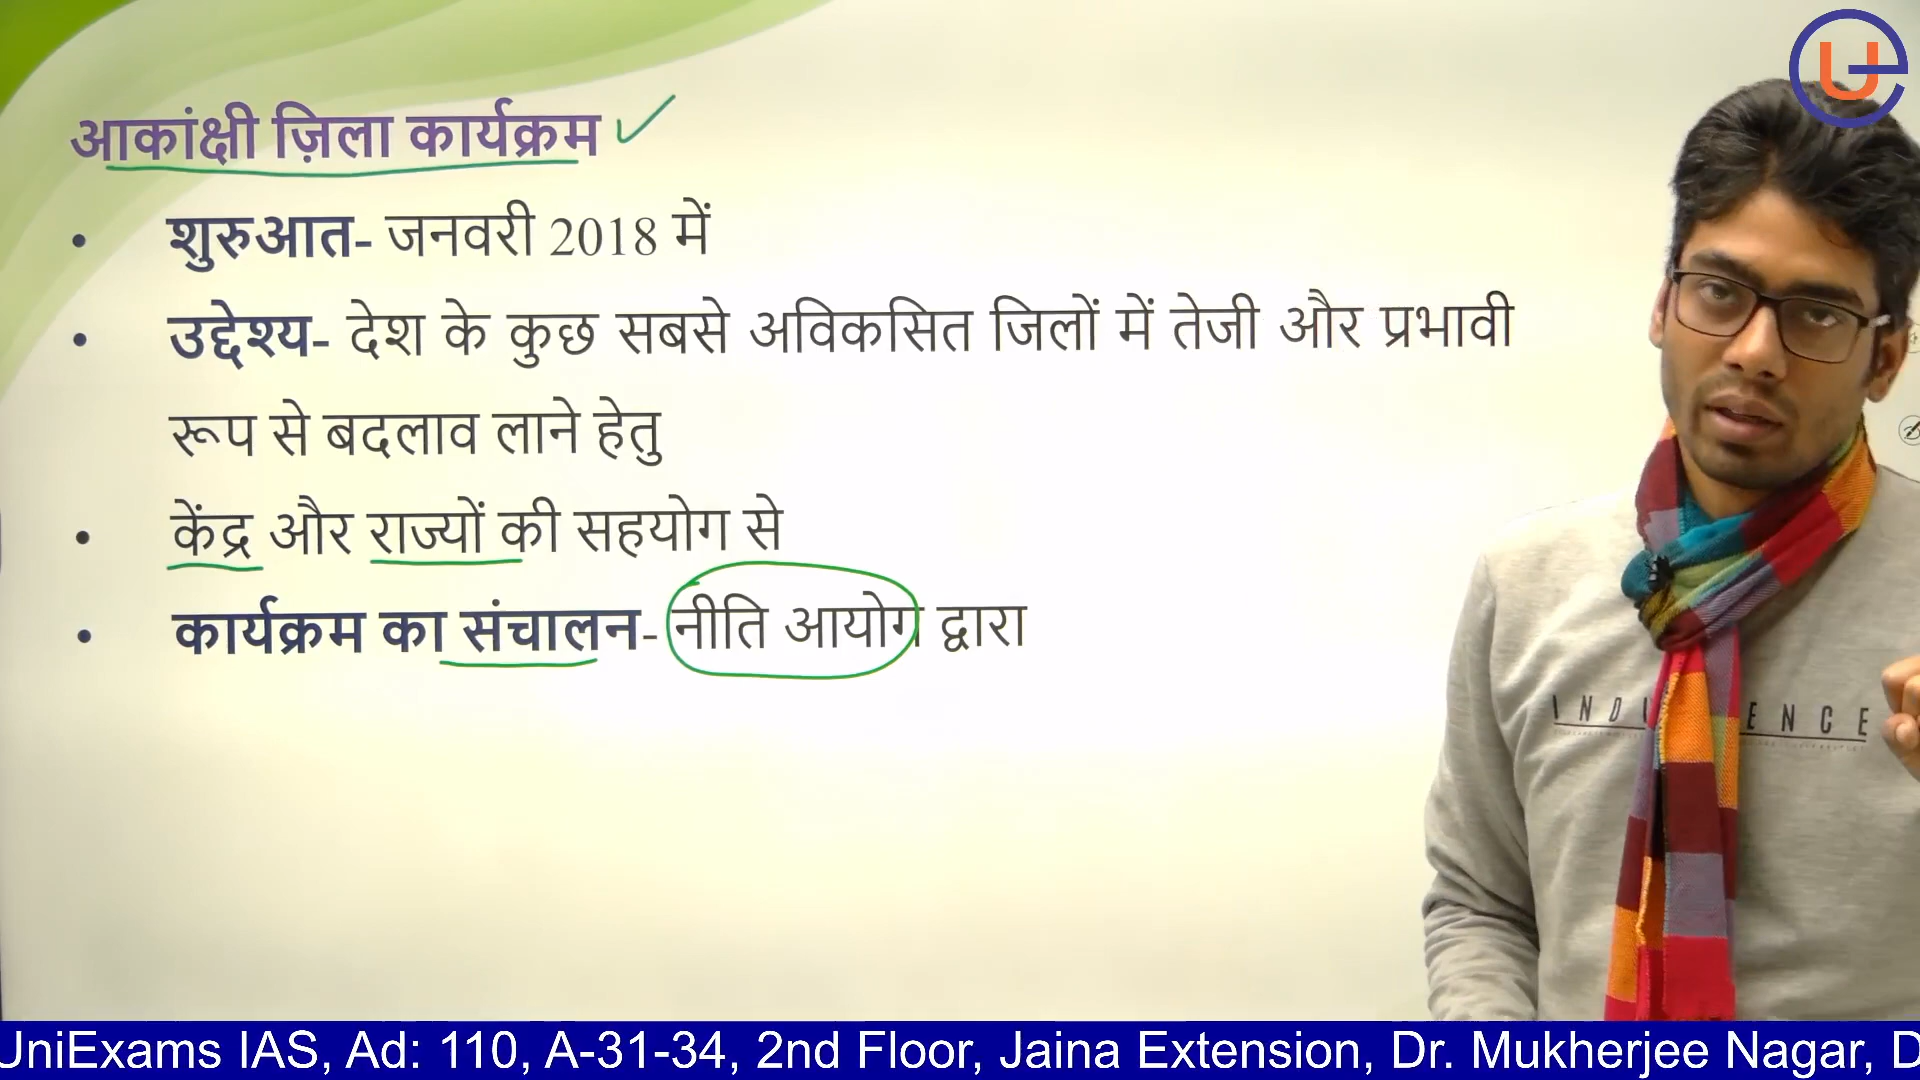 आकांक्षी ज़िला कार्यक्रम
• शुरुआत- जनवरी 2018 में
• उद्देश्य- देश के कुछ सबसे अविकसित जिलों में तेजी और प्रभावी
रूप से बदलाव लाने हेतु
• केंद्र और राज्यों की सहयोग से
• कार्यक्रम का संचालन- नीति आयोग द्वारा
UniExams IAS, Ad: 110, A-31-34, 2nd Floor, Jaina Extension, Dr. Mukherjee Nagar, D